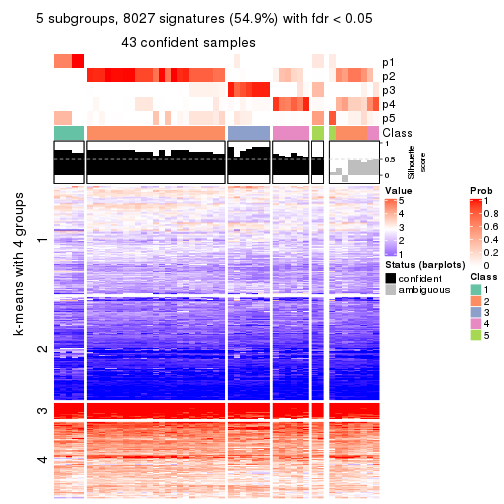 5 subgroups, 8027 signatures (54.9%) with fdr < 0.05
43 confident samples
p1
p2
p3
p4
p5
Class
1
0.5
0
Silhouette
score
k-means with 4 groups
1
2
3
4
Value
5
4
3
2
1
Status (barplots)
confident
ambiguous
Prob
1
0.8
0.6
0.4
0.2
0
Class
1
2
3
4
5